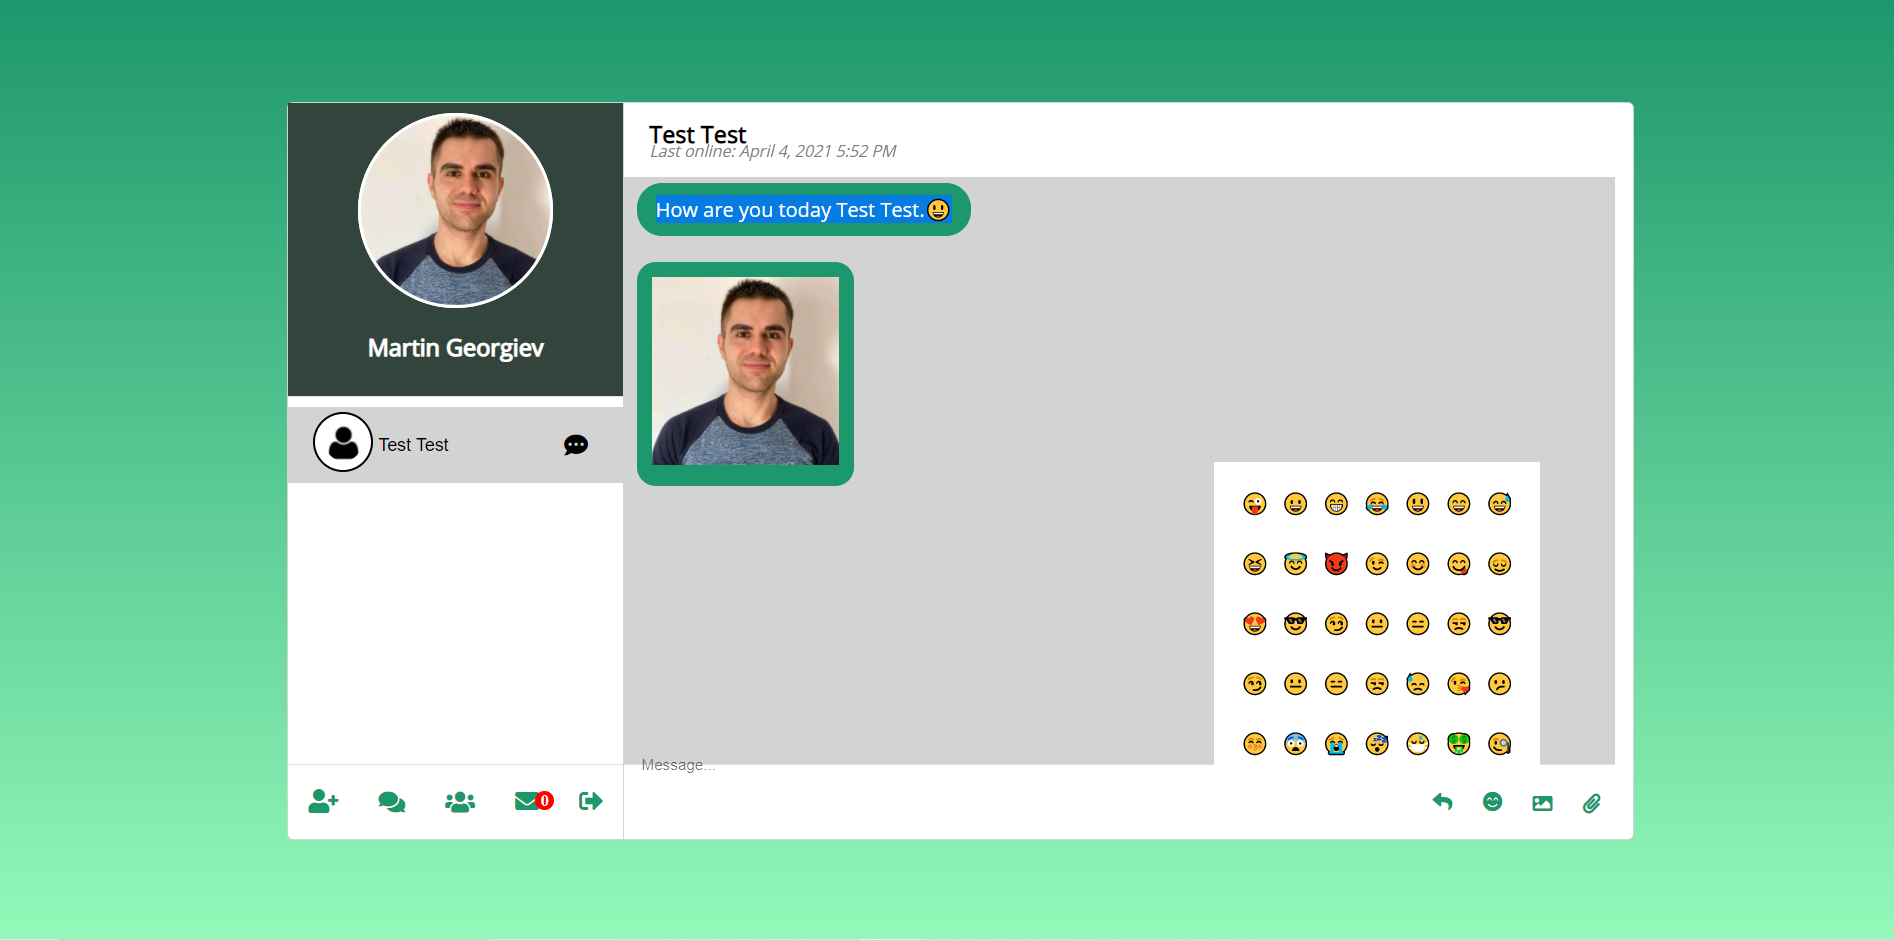 Martin Georgiev
Test Test
0
Test Test
Last online: April 4, 2021 5:52 PM
How are you today Test Test.😃
Message...